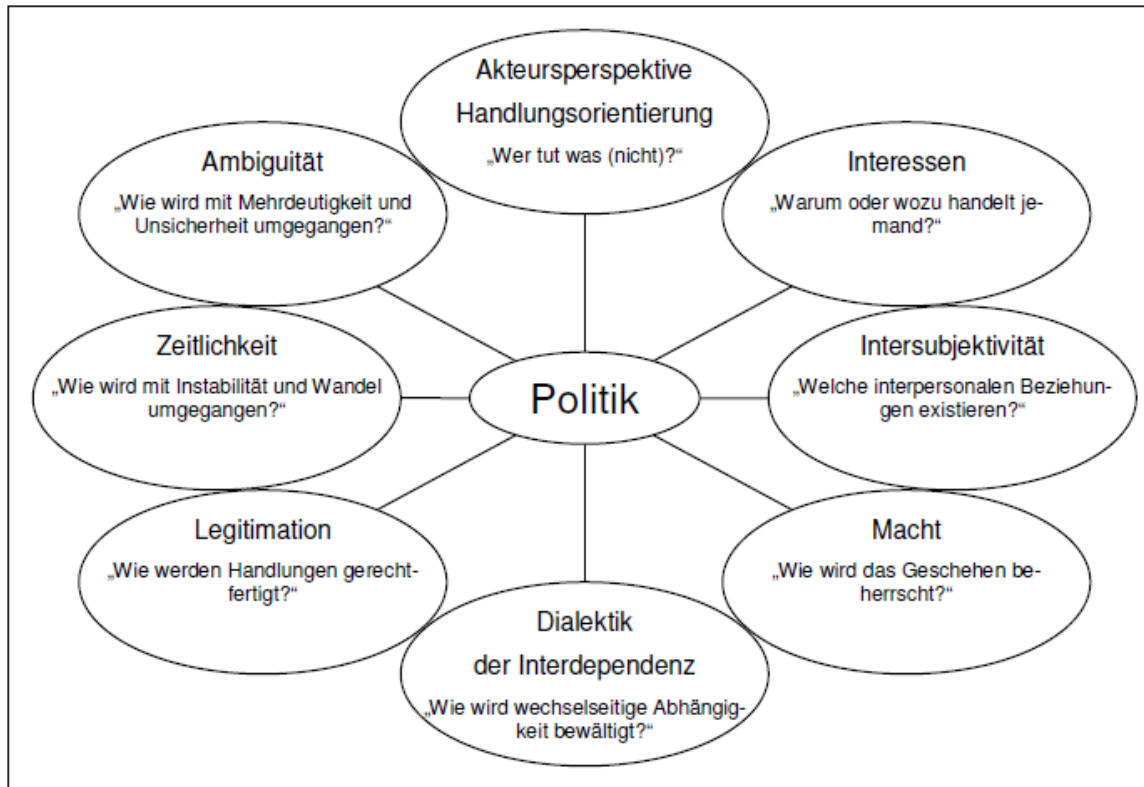 Akteursperspektive
Handlungsorientierung
„Wer tut was (nicht)?“
Ambiguität
„Wie wird mit Mehrdeutigkeit und
Unsicherheit umgegangen?“
Interessen
„Warum oder wozu handelt je-
mand?“
Zeitlichkeit
„Wie wird mit Instabilität und Wandel
umgegangen?“
Politik
Intersubjektivität
„Welche interpersonalen Beziehun-
gen existieren?“
Legitimation
„Wie werden Handlungen gerecht-
fertigt?“
Macht
„Wie wird das Geschehen be-
herrscht?“
Dialektik
der Interdependenz
„Wie wird wechselseitige Abhängig-
keit bewältigt?“